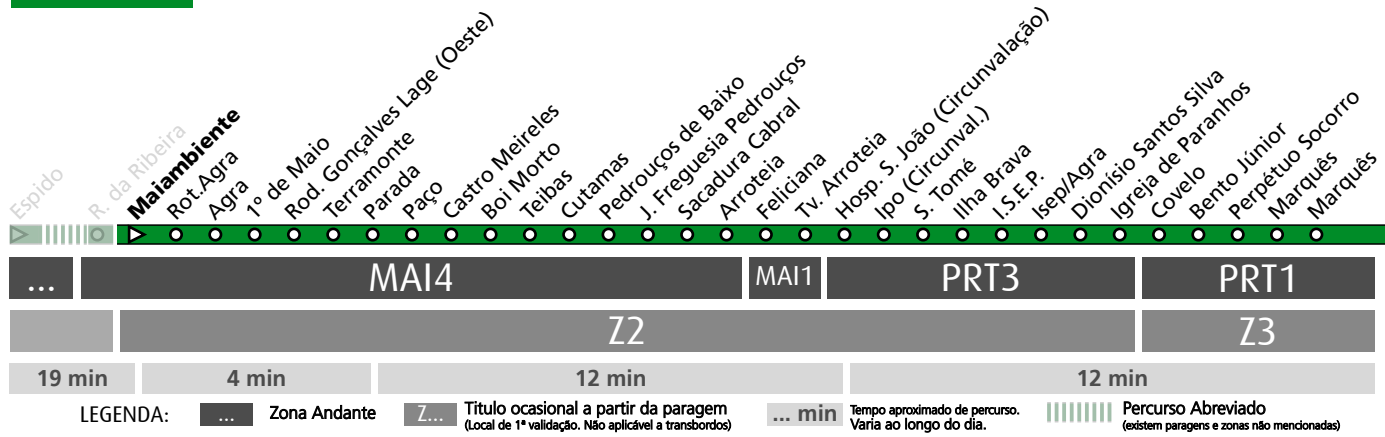 Espido
R. da Ribeira
Maiambiente
Rot.Agra
Agra
1º de Maio
Rod. Gonçalves Lage (Oeste)
Terramonte
Parada
Paço
Castro Meireles
Boi Morto
Teibas
Cutamas
Pedrouços de Baixo
J. Freguesia Pedrouços
Sacadura Cabral
Arroteia
Feliciana
Tv. Arroteia
Hosp. S. João (Circunvalação)
Ipo (Circunval.)
S. Tomé
Ilha Brava
I.S.E.P.
Isep/Agra
Dionísio Santos Silva
Igreja de Paranhos
Covelo
Bento Júnior
Perpétuo Socorro
Marquês
Marquês
... MAI4 MAI1 PRT3 PRT1
Z2 Z3
19 min 4 min 12 min 12 min
LEGENDA: ... Zona Andante Z... Titulo ocasional a partir da paragem
(Local de 1ª validação. Não aplicável a transbordos)
... min Tempo aproximado de percurso.
Varia ao longo do dia.
Percurso Abreviado
(existem paragens e zonas não mencionadas)